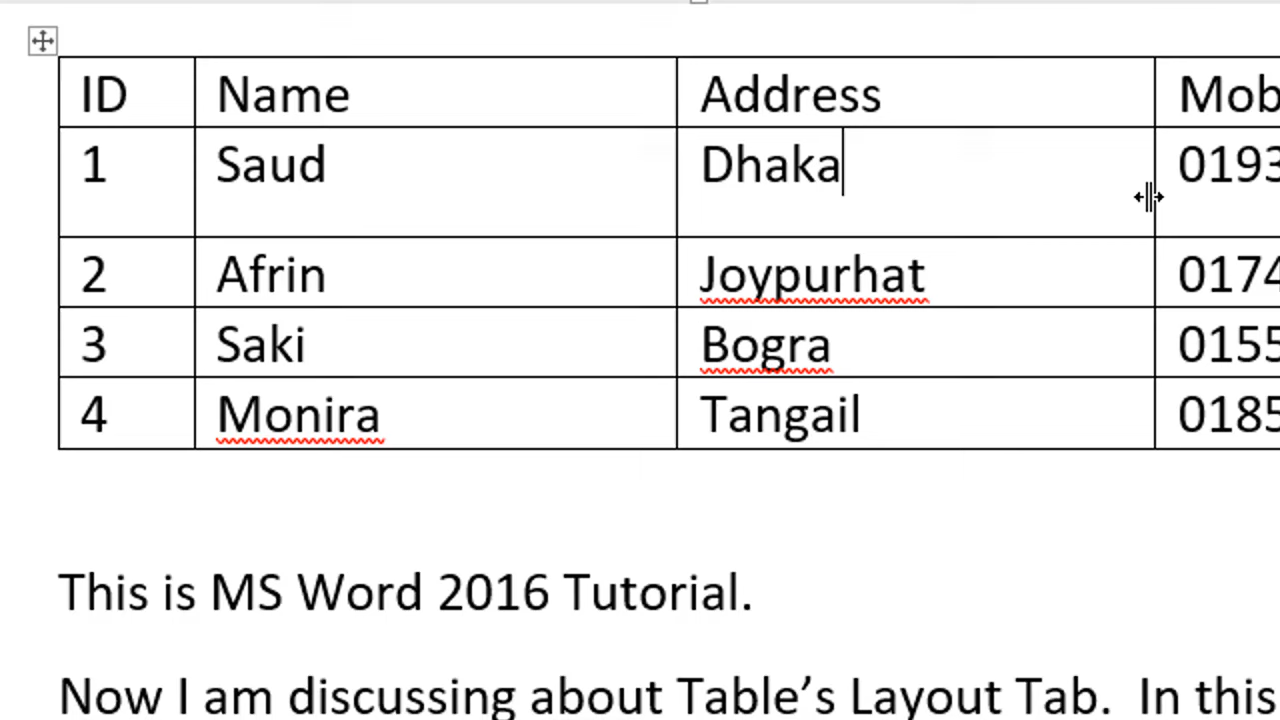 ID Name Address Mob
1 Saud Dhaka 0193
2 Afrin Joypurhat 0174
3 Saki Bogra 0155
4 Monira Tangail 0185
This is MS Word 2016 Tutorial.
Now I am discussing about Table’s Layout Tab.  In this